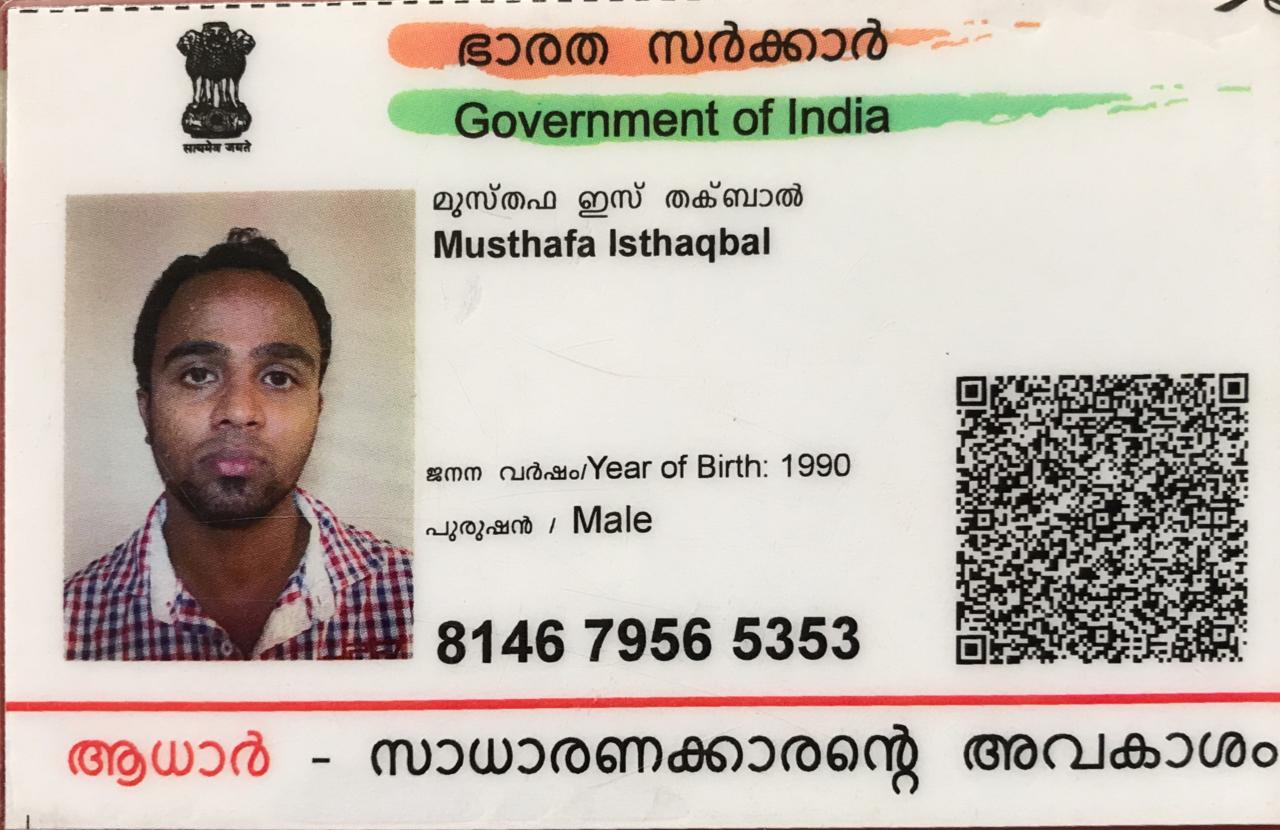 ഭാരത സർക്കാർ
Government of India
सत्यमेव जयते
മുസ്തഫ ഇസ് തക്ബാൽ
Musthafa Isthaqbal
ജനന വർഷം/Year of Birth: 1990
പുരുഷൻ / Male
8146 7956 5353
ആധാർ - സാധാരണക്കാരന്റെ അവകാശം